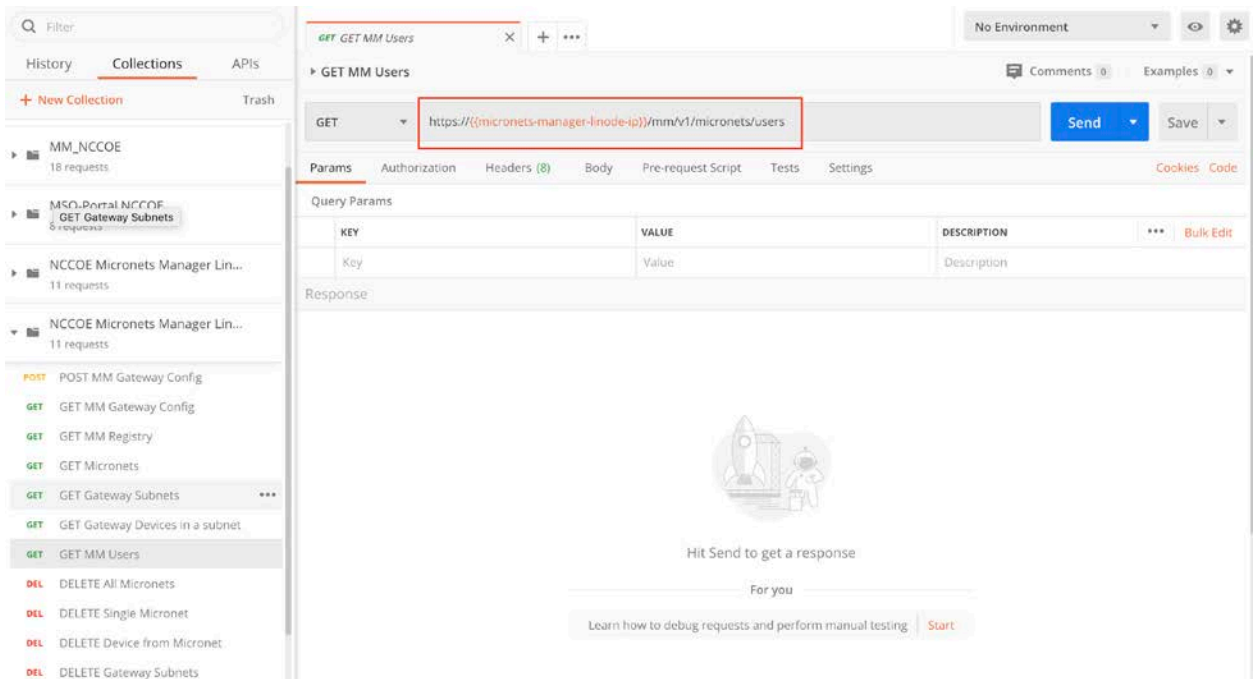 Filter
History Collections APIs
+ New Collection Trash
MM_NCCOE
18 requests
MSO-Portal NCCOE
GET Gateway Subnets
8 requests
NCCOE Micronets Manager Lin...
11 requests
NCCOE Micronets Manager Lin...
11 requests
POST POST MM Gateway Config
GET GET MM Gateway Config
GET GET MM Registry
GET GET Micronets
GET GET Gateway Subnets
GET GET Gateway Devices in a subnet
GET GET MM Users
DEL DELETE All Micronets
DEL DELETE Single Micronet
DEL DELETE Device from Micronet
DEL DELETE Gateway Subnets
GET GET MM Users
No Environment
GET MM Users
Comments 0 Examples 0
GET https://{{micronets-manager-linode-ip}}/mm/v1/micronets/users
Send Save
Params Authorization Headers (8) Body Pre-request Script Tests Settings Cookies Code
Query Params
KEY VALUE DESCRIPTION Bulk Edit
Key Value Description
Response
Hit Send to get a response
For you
Learn how to debug requests and perform manual testing Start